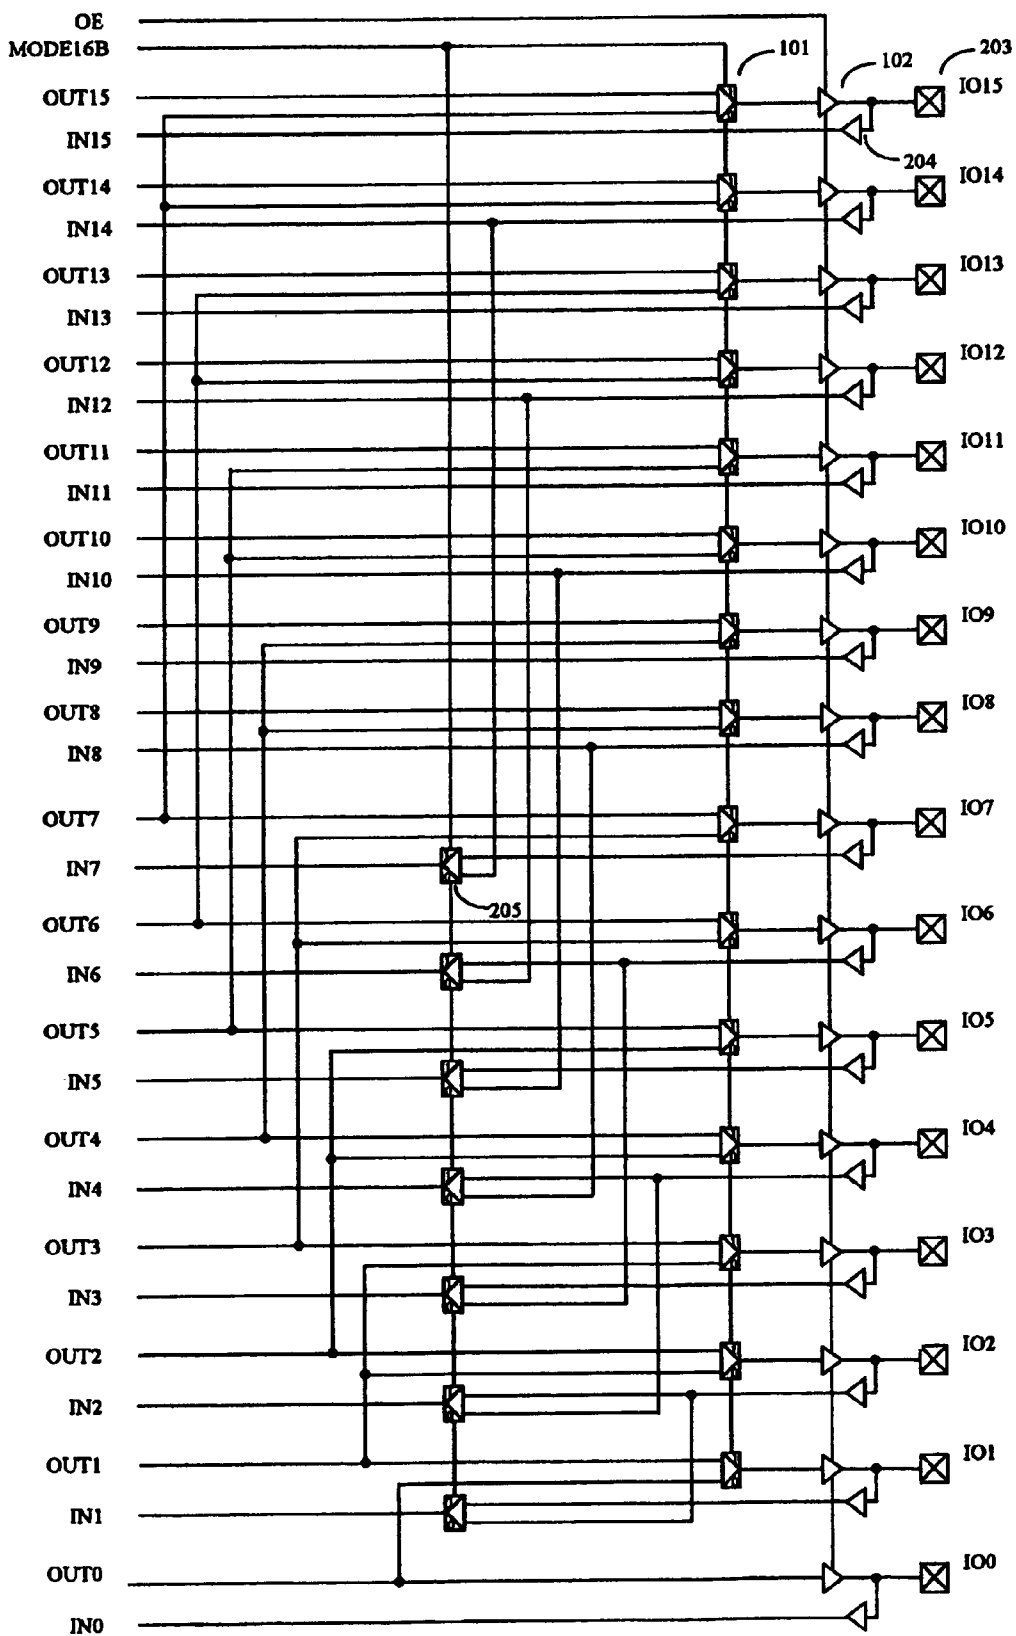 OE
MODE16B
101
203
OUT15
102
IO15
IN15
204
OUT14
IO14
IN14
OUT13
IO13
IN13
OUT12
IO12
IN12
OUT11
IO11
IN11
OUT10
IO10
IN10
OUT9
IO9
IN9
OUT8
IO8
IN8
OUT7
IO7
IN7
205
OUT6
IO6
IN6
OUT5
IO5
IN5
OUT4
IO4
IN4
OUT3
IO3
IN3
OUT2
IO2
IN2
OUT1
IO1
IN1
OUT0
IO0
IN0